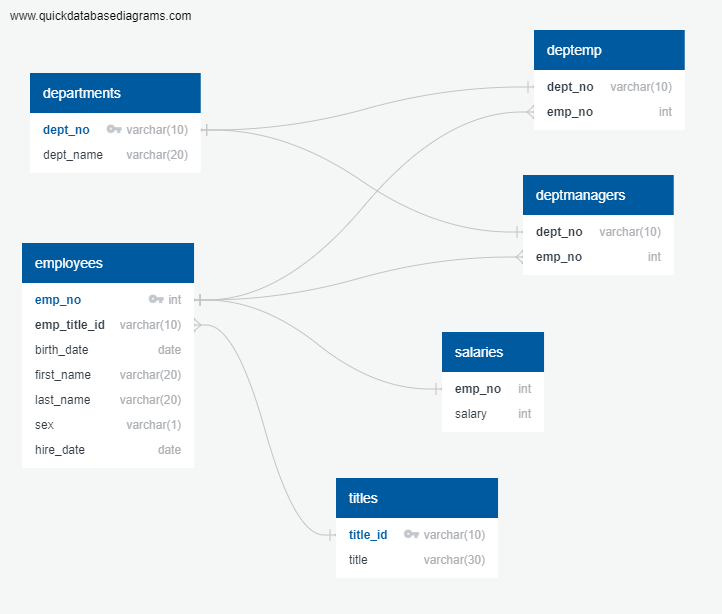 www.quickdatabasediagrams.com
departments
dept_no varchar(10)
dept_name varchar(20)
employees
emp_no int
emp_title_id varchar(10)
birth_date date
first_name varchar(20)
last_name varchar(20)
sex varchar(1)
hire_date date
deptemp
dept_no varchar(10)
emp_no int
deptmanagers
dept_no varchar(10)
emp_no int
salaries
emp_no int
salary int
titles
title_id varchar(10)
title varchar(30)